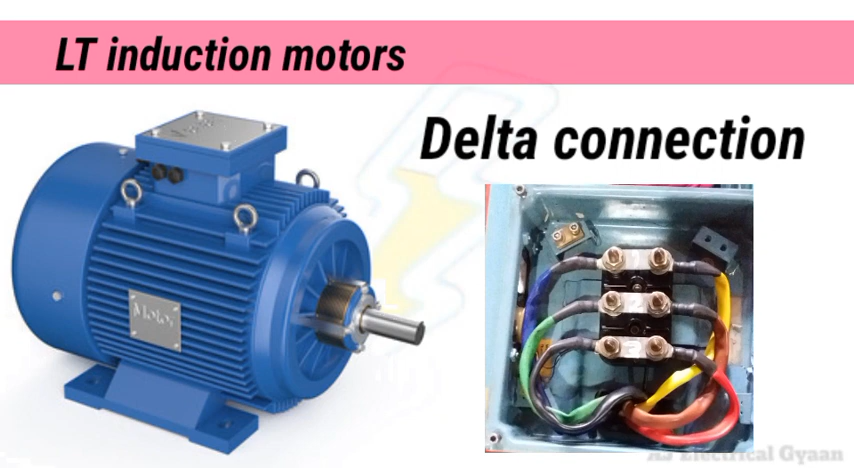 LT induction motors
Delta connection
Motor
AJ Electrical Gyaan